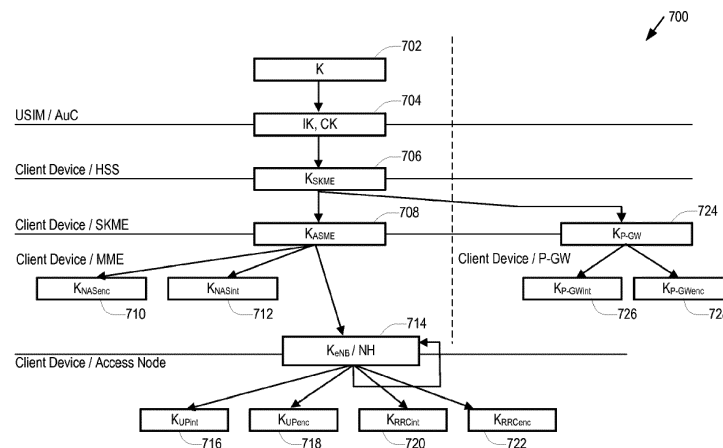 700
702
K
704
USIM / AuC
IK, CK
706
Client Device / HSS
KSKME
708
724
Client Device / SKME
KASME
KP-GW
Client Device / MME
Client Device / P-GW
KNASenc
KNASint
KP-GWint
KP-GWenc
710
712
726
714
KeNB / NH
Client Device / Access Node
KUPint
KUPenc
KRRCint
KRRCenc
716
718
720
722